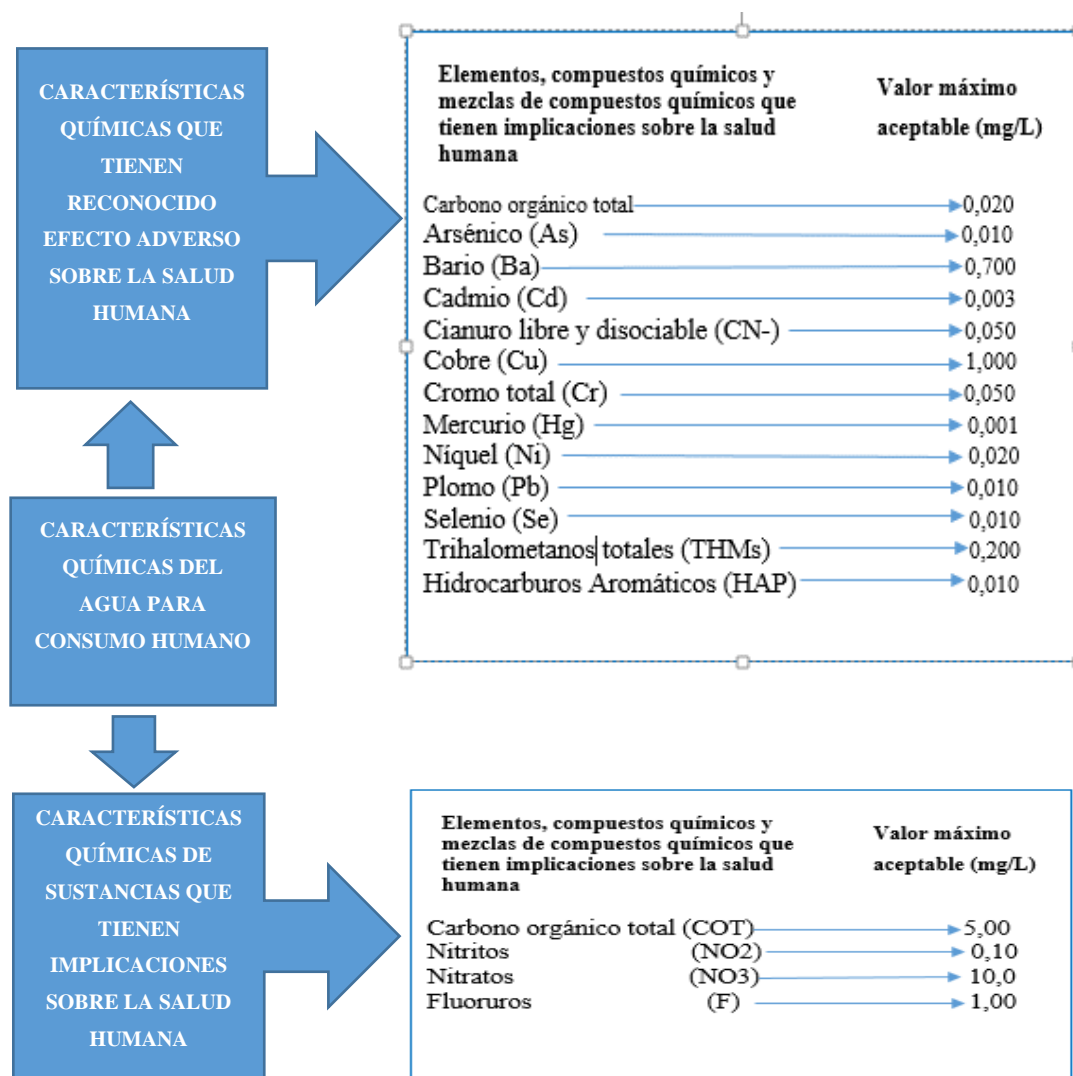 CARACTERÍSTICAS
QUÍMICAS QUE
TIENEN
RECONOCIDO
EFECTO ADVERSO
SOBRE LA SALUD
HUMANA
Elementos, compuestos químicos y
mezclas de compuestos químicos que
tienen implicaciones sobre la salud
humana
Valor máximo
aceptable (mg/L)
Carbono orgánico total 0,020
Arsénico (As) 0,010
Bario (Ba) 0,700
Cadmio (Cd) 0,003
Cianuro libre y disociable (CN-) 0,050
Cobre (Cu) 1,000
Cromo total (Cr) 0,050
Mercurio (Hg) 0,001
Níquel (Ni) 0,020
Plomo (Pb) 0,010
Selenio (Se) 0,010
Trihalometanos totales (THMs) 0,200
Hidrocarburos Aromáticos (HAP) 0,010
CARACTERÍSTICAS
QUÍMICAS DEL
AGUA PARA
CONSUMO HUMANO
CARACTERÍSTICAS
QUÍMICAS DE
SUSTANCIAS QUE
TIENEN
IMPLICACIONES
SOBRE LA SALUD
HUMANA
Elementos, compuestos químicos y
mezclas de compuestos químicos que
tienen implicaciones sobre la salud
humana
Valor máximo
aceptable (mg/L)
Carbono orgánico total (COT) 5,00
Nitritos (NO2) 0,10
Nitratos (NO3) 10,0
Fluoruros (F) 1,00